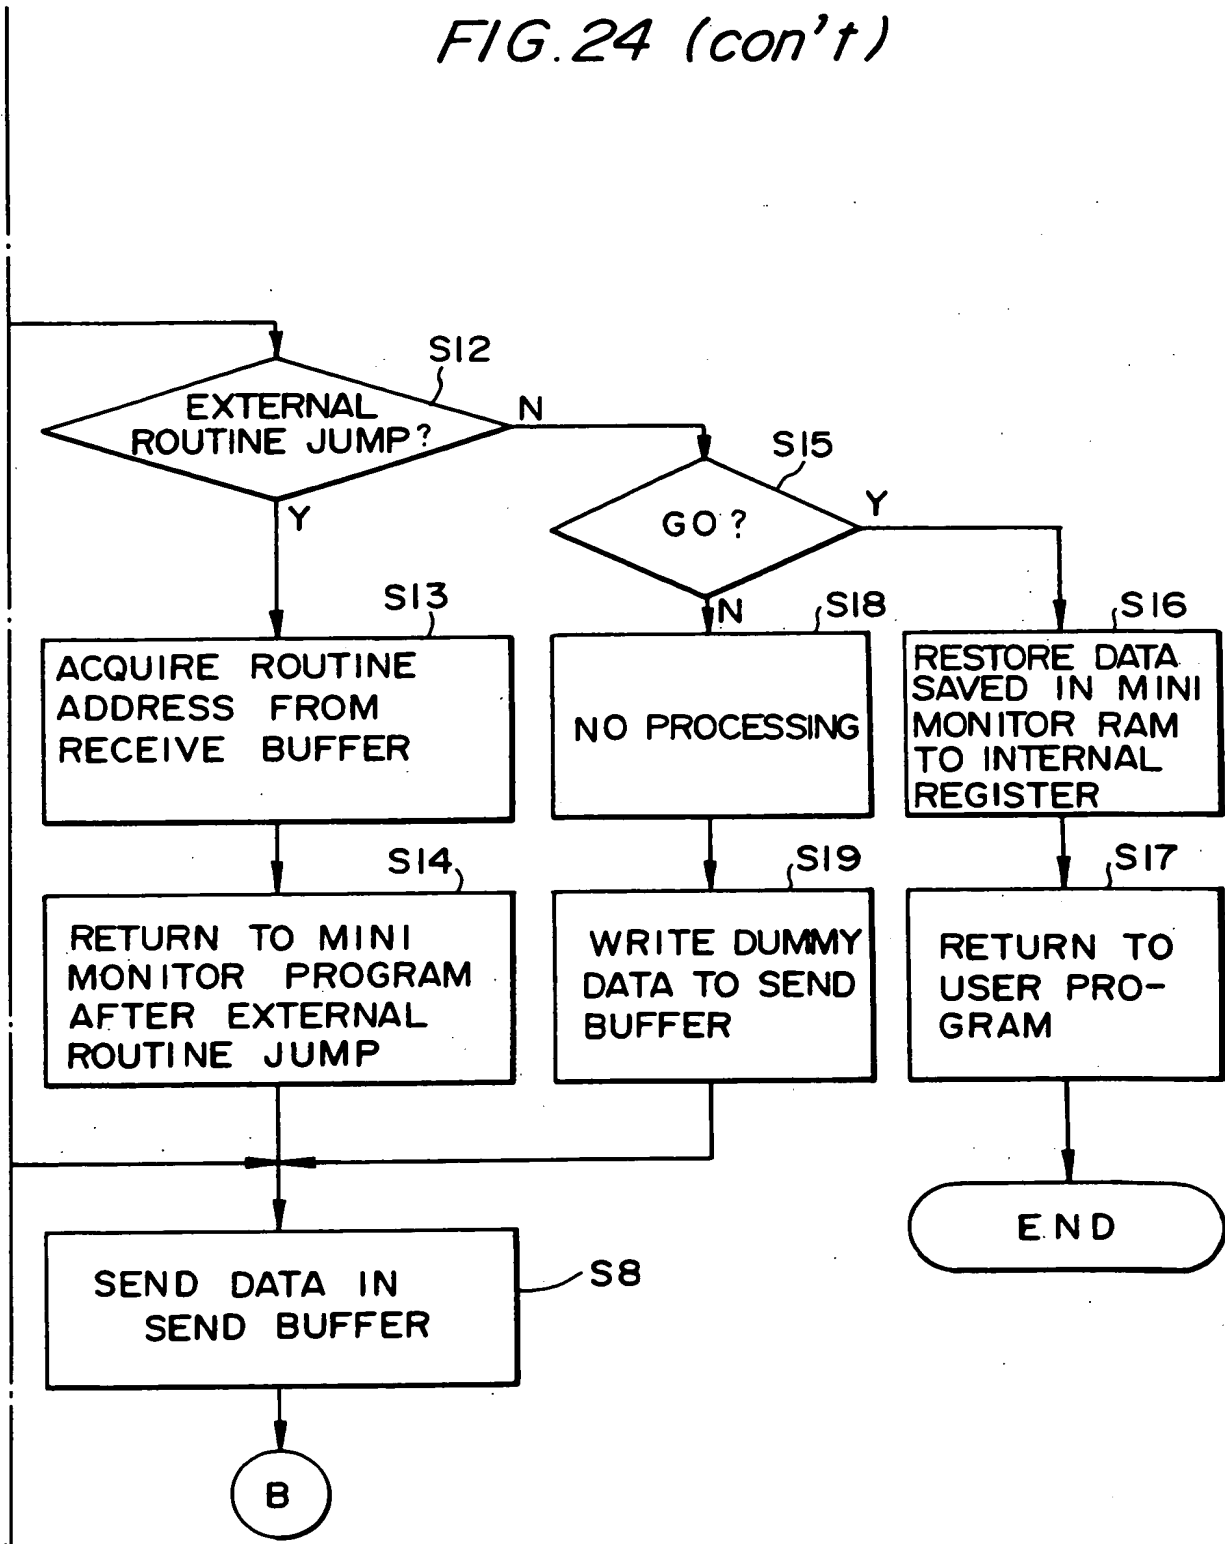 FIG.24 (con't)
S12
EXTERNAL
ROUTINE JUMP?
N
Y
S15
GO?
Y
N
S13
ACQUIRE ROUTINE
ADDRESS FROM
RECEIVE BUFFER
S18
NO PROCESSING
S16
RESTORE DATA
SAVED IN MINI
MONITOR RAM
TO INTERNAL
REGISTER
S14
RETURN TO MINI
MONITOR PROGRAM
AFTER EXTERNAL
ROUTINE JUMP
S19
WRITE DUMMY
DATA TO SEND
BUFFER
S17
RETURN TO
USER PRO-
GRAM
END
S8
SEND DATA IN
SEND BUFFER
B